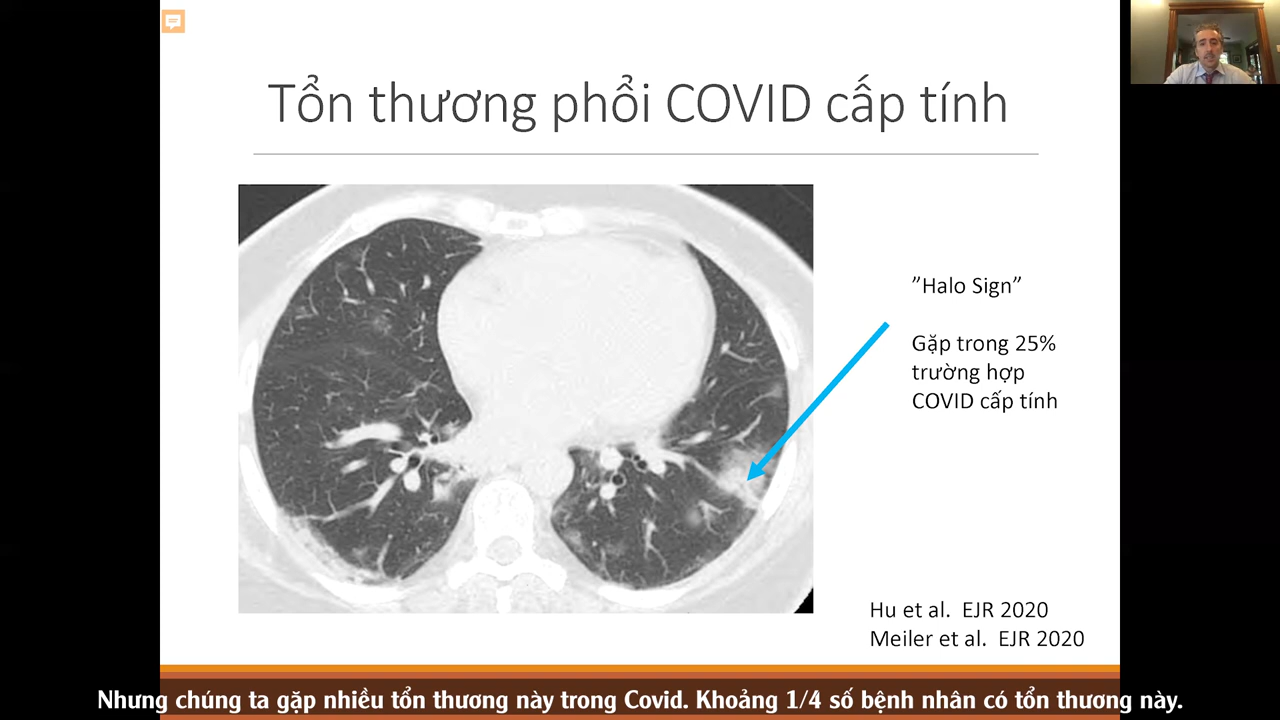 Tổn thương phổi COVID cấp tính
”Halo Sign”
Gặp trong 25%
trường hợp
COVID cấp tính
Hu et al. EJR 2020
Meiler et al. EJR 2020
Nhưng chúng ta gặp nhiều tổn thương này trong Covid. Khoảng 1/4 số bệnh nhân có tổn thương này.